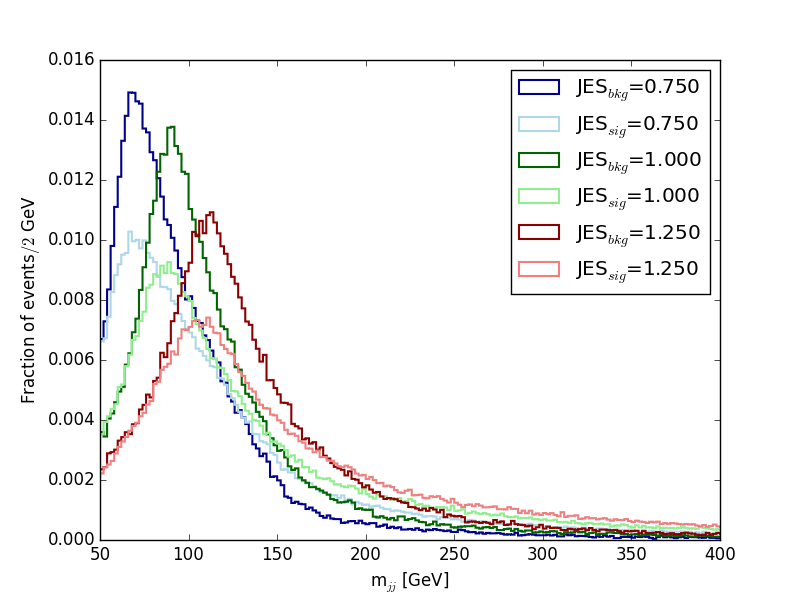 0.016
0.014
0.012
0.010
0.008
0.006
0.004
0.002
0.000
Fraction of events/2 GeV
50 100 150 200 250 300 350 400
m_jj [GeV]
JES_bkg=0.750
JES_sig=0.750
JES_bkg=1.000
JES_sig=1.000
JES_bkg=1.250
JES_sig=1.250